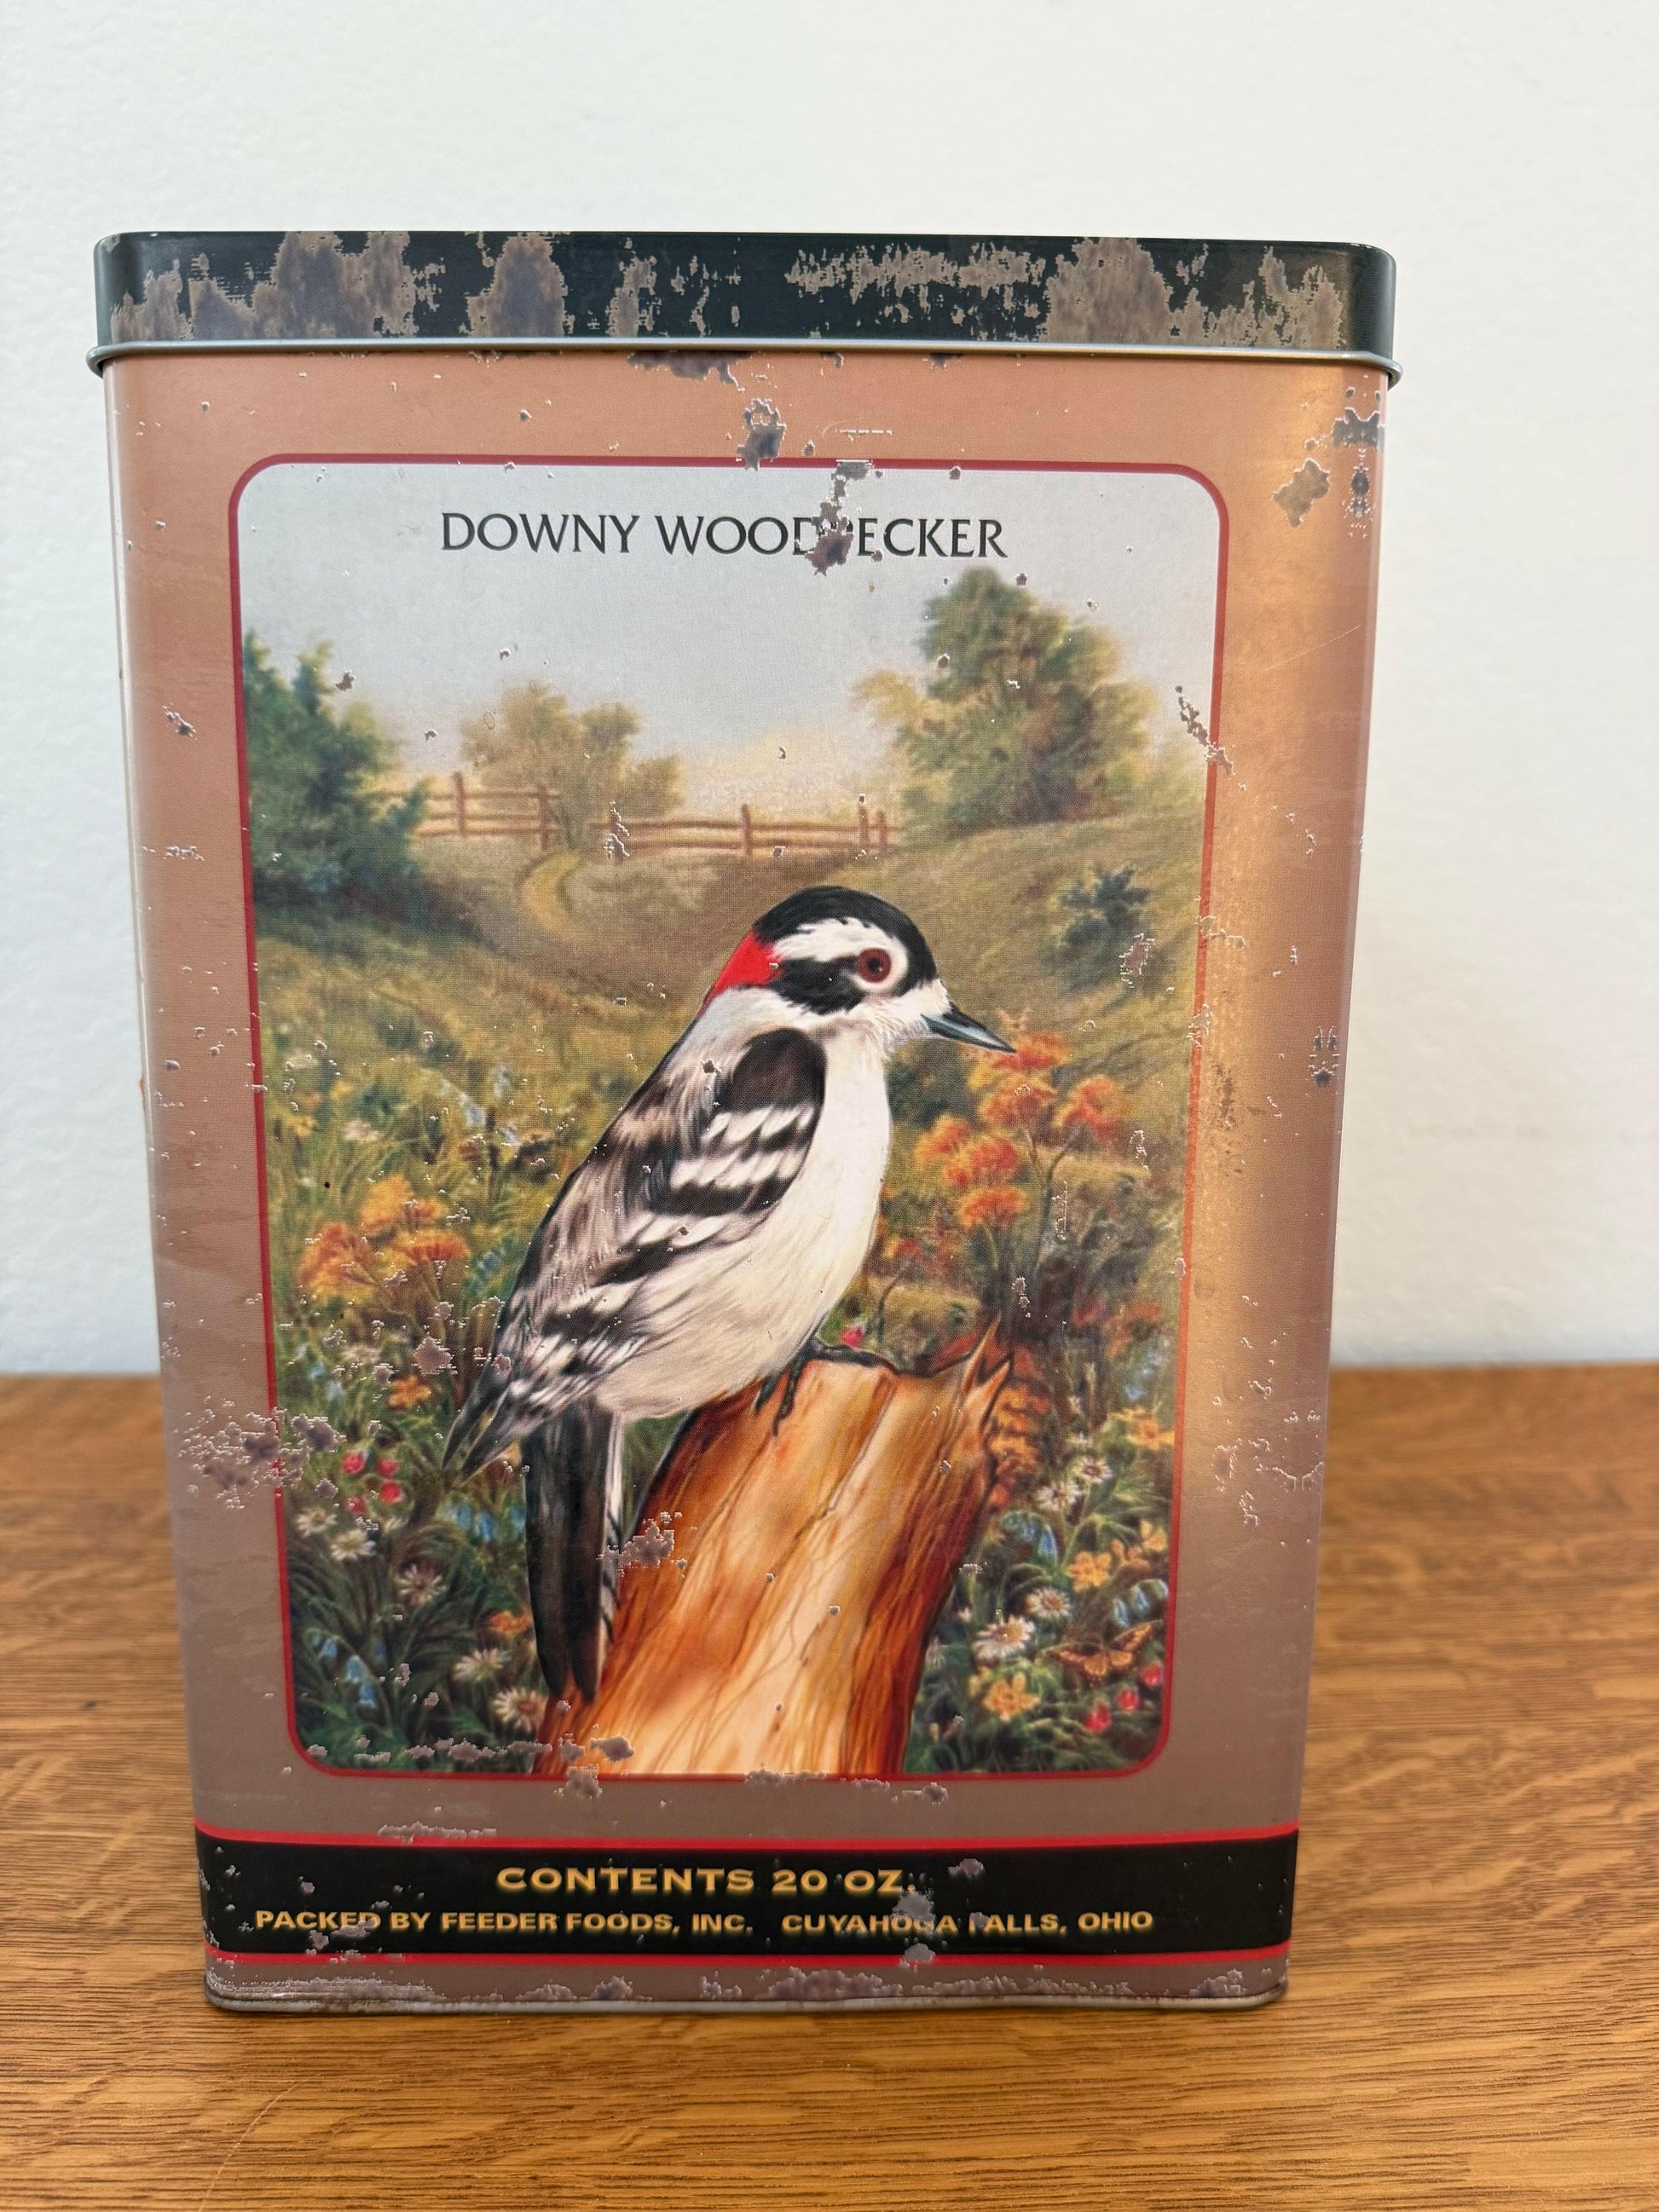 DOWNY WOODPECKER
CONTENTS 20 OZ.
PACKED BY FEEDER FOODS, INC. CUYAHOGA FALLS, OHIO